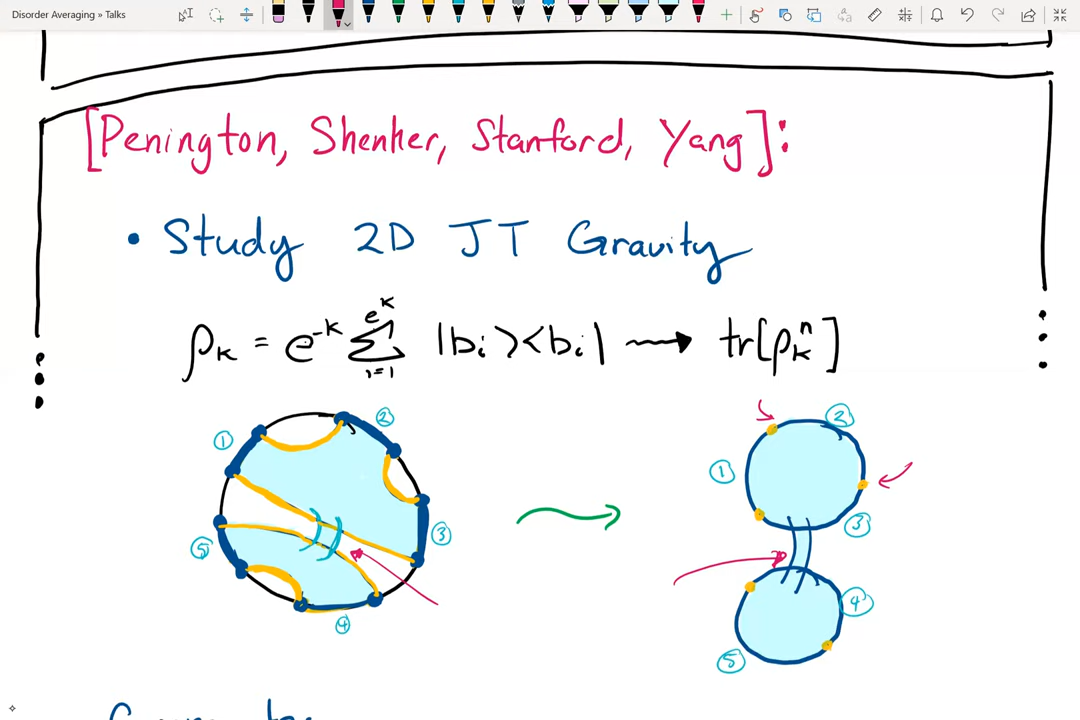 Disorder Averaging » Talks
[Penington, Shenker, Stanford, Yang]:
• Study 2D JT Gravity
ρ_k = e^{-k} ∑_{i=1}^{e^k} |b_i><b_i| ⟶ tr[ρ_k^n]
① ② ③ ④ ⑤
① ② ③ ④ ⑤